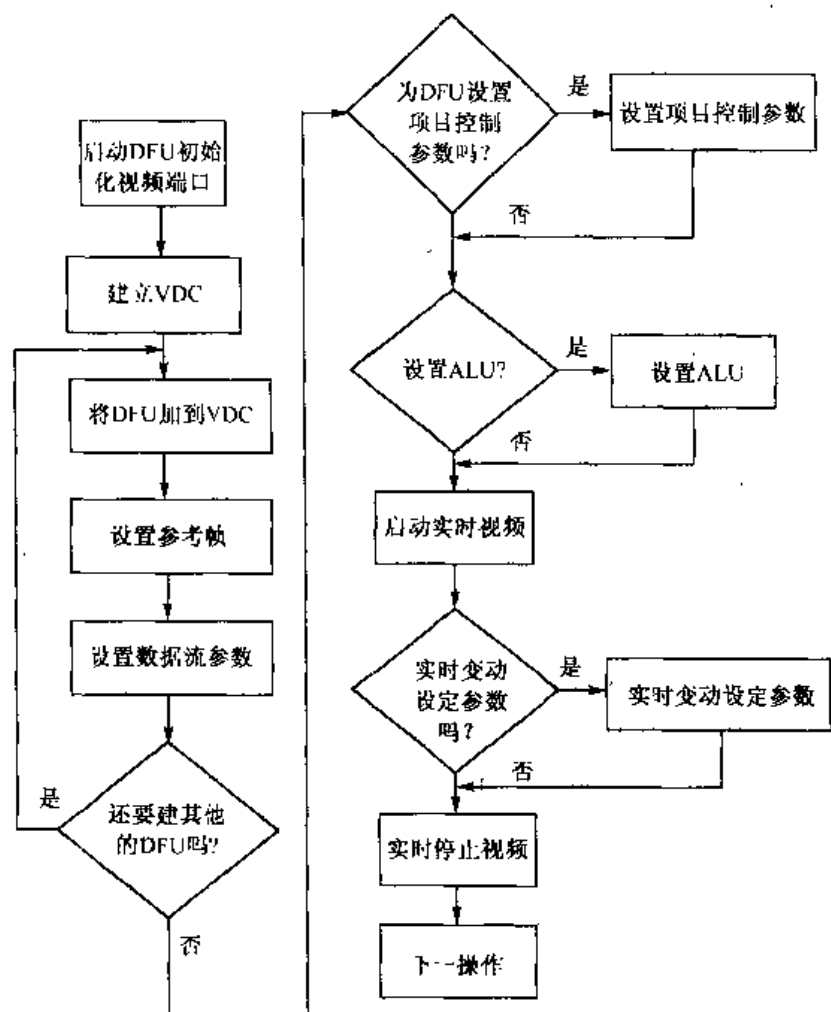 启动DFU初始
化视频端口
建立VDC
将DFU加到VDC
设置参考帧
设置数据流参数
还要建其他
的DFU吗?
是
否
为DFU设置
项目控制
参数吗?
是
设置项目控制参数
否
设置ALU?
是
设置ALU
否
启动实时视频
实时变动
设定参数
吗?
是
实时变动设定参数
否
实时停止视频
下一操作